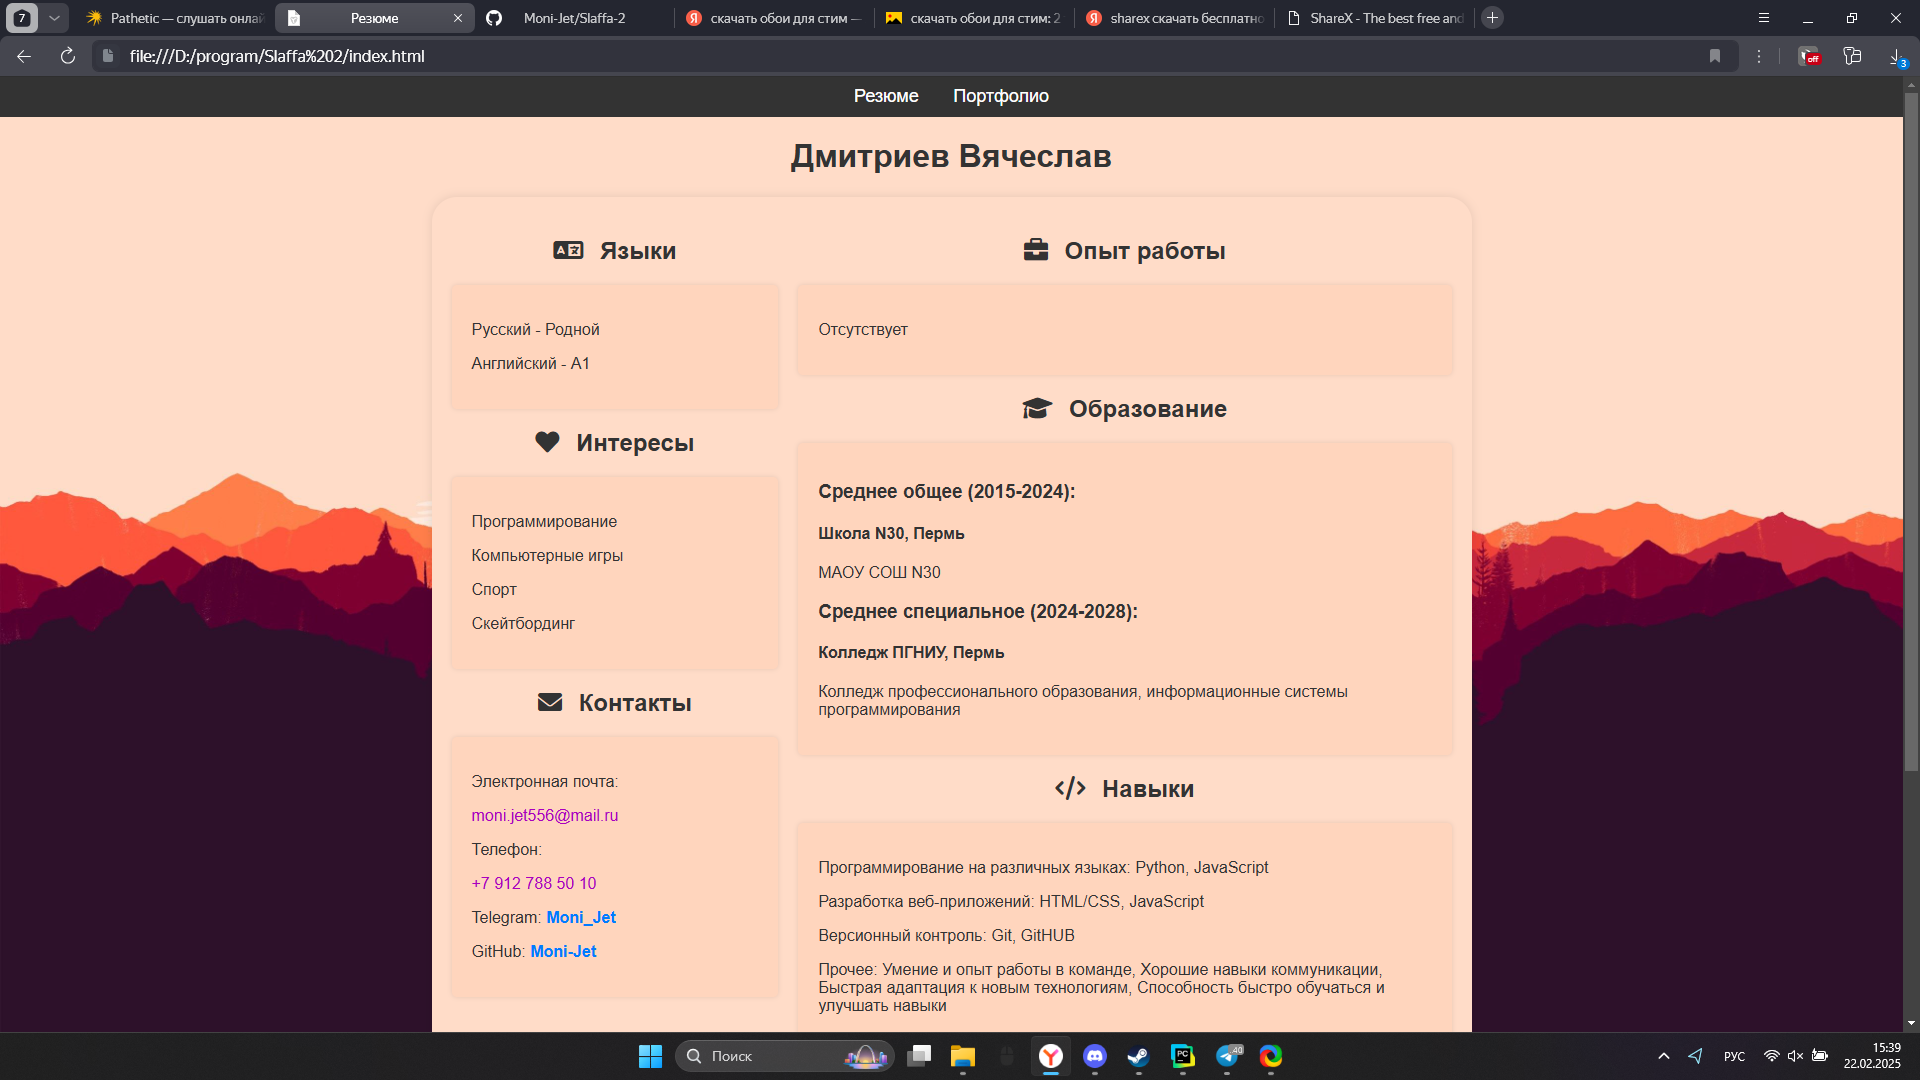 7
Pathetic — слушать онлай
Резюме
Moni-Jet/Slaffa-2
скачать обои для стим —
скачать обои для стим: 2
sharex скачать бесплатно
ShareX - The best free and
file:///D:/program/Slaffa%202/index.html
off
3
Резюме
Портфолио
Дмитриев Вячеслав
Языки
Русский - Родной
Английский - A1
Интересы
Программирование
Компьютерные игры
Спорт
Скейтбординг
Контакты
Электронная почта:
moni.jet556@mail.ru
Телефон:
+7 912 788 50 10
Telegram: Moni_Jet
GitHub: Moni-Jet
Опыт работы
Отсутствует
Образование
Среднее общее (2015-2024):
Школа N30, Пермь
МАОУ СОШ N30
Среднее специальное (2024-2028):
Колледж ПГНИУ, Пермь
Колледж профессионального образования, информационные системы
программирования
Навыки
Программирование на различных языках: Python, JavaScript
Разработка веб-приложений: HTML/CSS, JavaScript
Версионный контроль: Git, GitHUB
Прочее: Умение и опыт работы в команде, Хорошие навыки коммуникации,
Быстрая адаптация к новым технологиям, Способность быстро обучаться и
улучшать навыки
Поиск
PC
40
РУС
15:39
22.02.2025